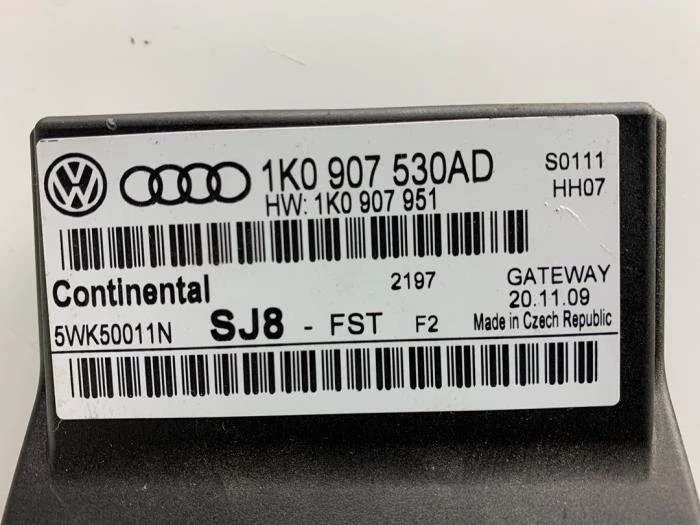 1K0 907 530AD S0111
HW: 1K0 907 951 HH07
Continental 2197 GATEWAY
20.11.09
5WK50011N SJ8 - FST F2 Made in Czech Republic